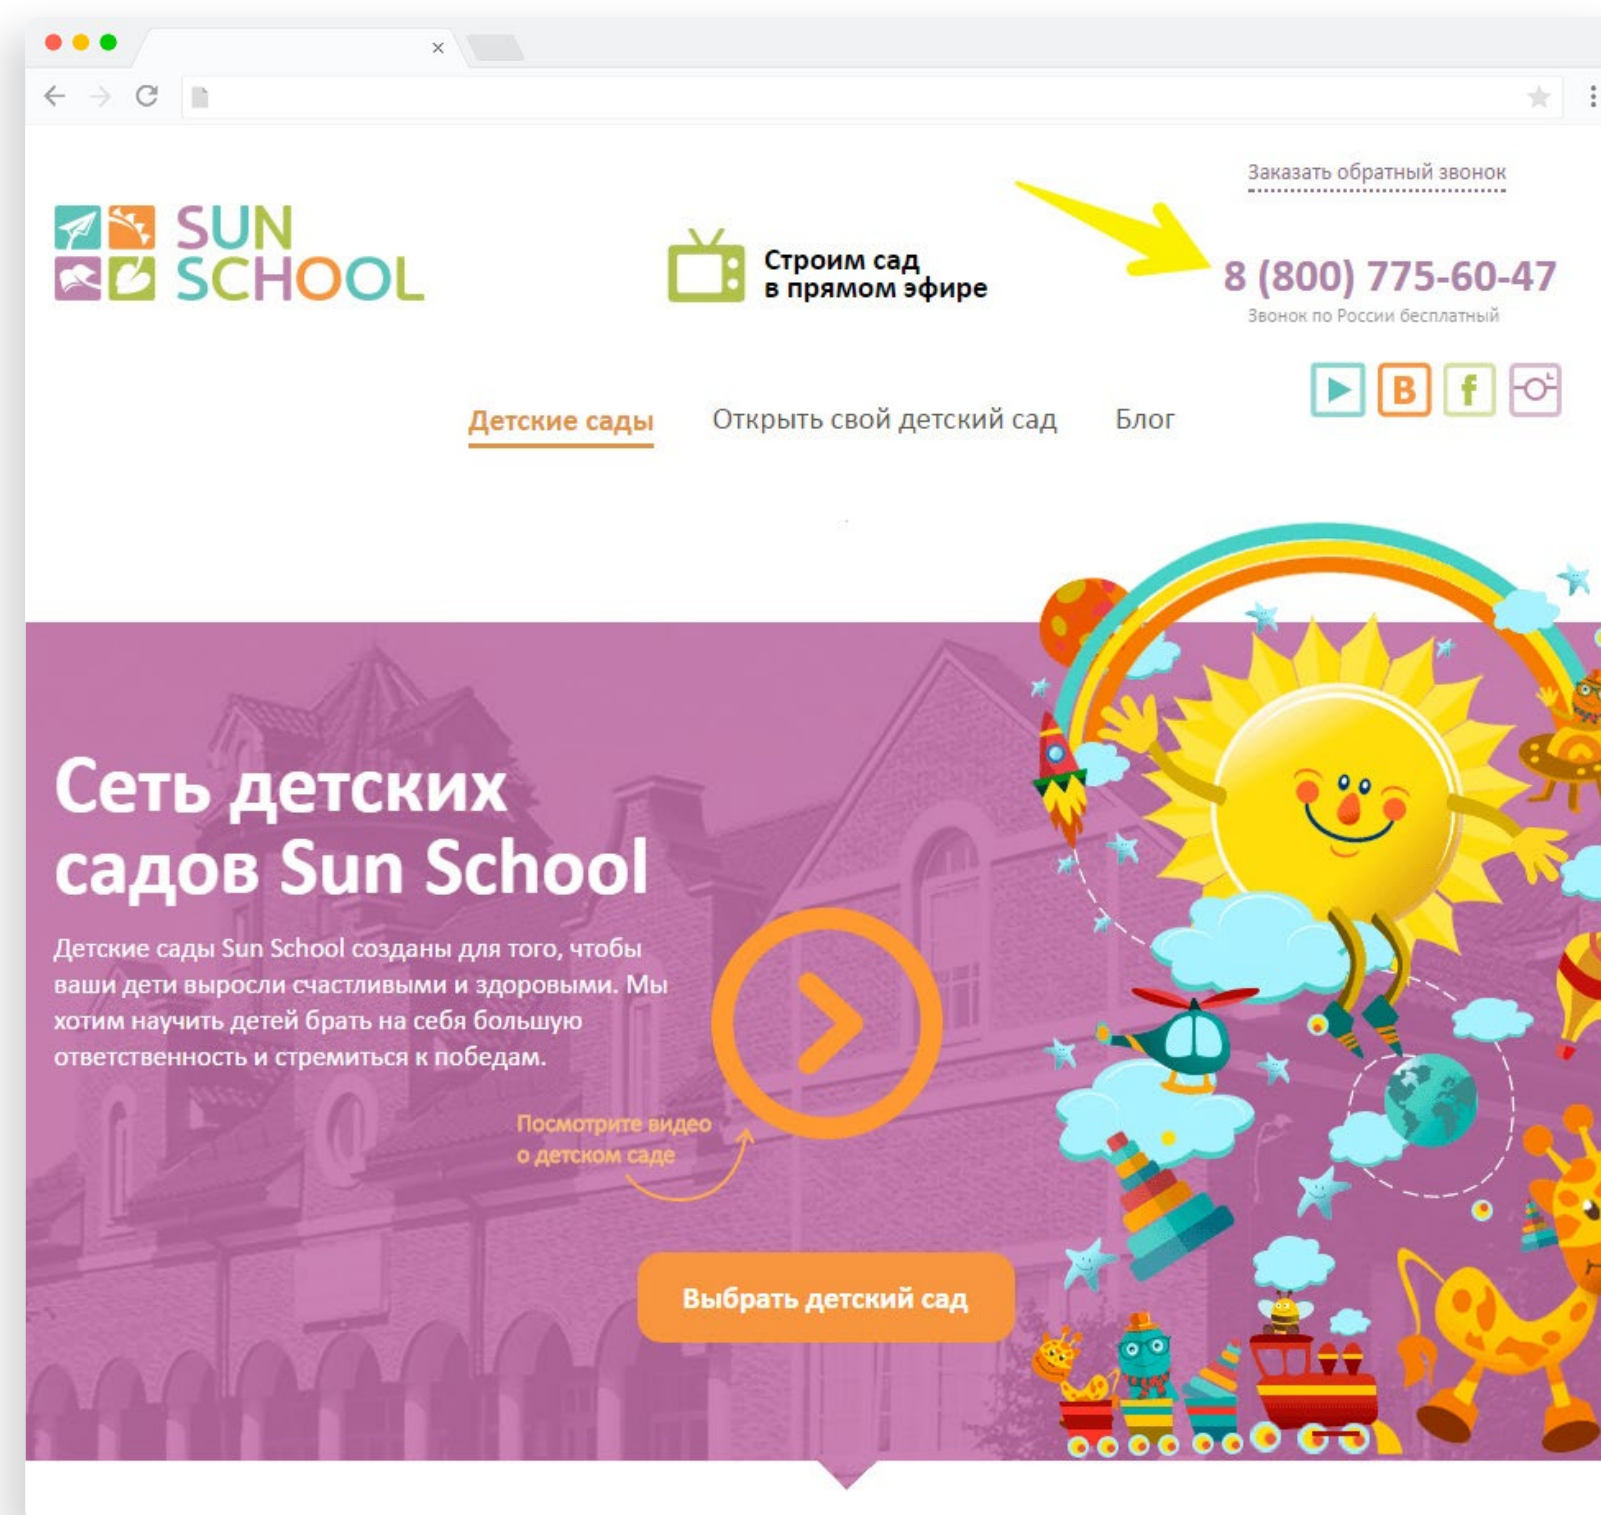 Заказать обратный звонок
SUN
SCHOOL
Строим сад
в прямом эфире
8 (800) 775-60-47
Звонок по России бесплатный
B f
Детские сады Открыть свой детский сад Блог
Сеть детских
садов Sun School
Детские сады Sun School созданы для того, чтобы
ваши дети выросли счастливыми и здоровыми. Мы
хотим научить детей брать на себя большую
ответственность и стремиться к победам.
Посмотрите видео
о детском саде
Выбрать детский сад